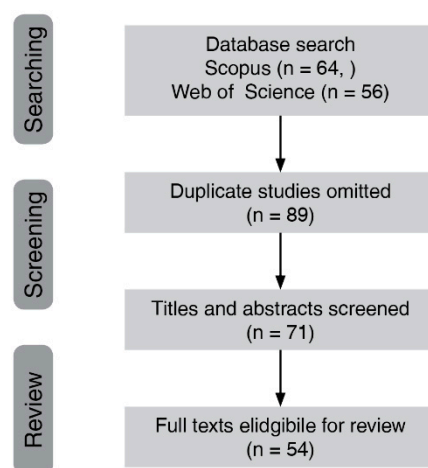 Searching
Database search
Scopus (n = 64, )
Web of Science (n = 56)
Screening
Duplicate studies omitted
(n = 89)
Titles and abstracts screened
(n = 71)
Review
Full texts elidgibile for review
(n = 54)